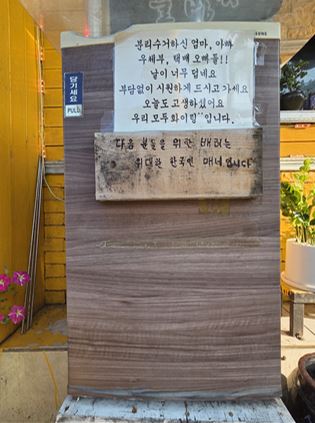 분리수거하신 엄마, 아빠
우체부, 택배 오빠들!!
날이 너무 덥네요
부담없이 시원하게 드시고 가세요
오늘도 고생하셨어요
우리 모두 화이팅^^입니다.
당기세요
PULL
다음 분들을 위한 배려는
위대한 한국인 매너입니다